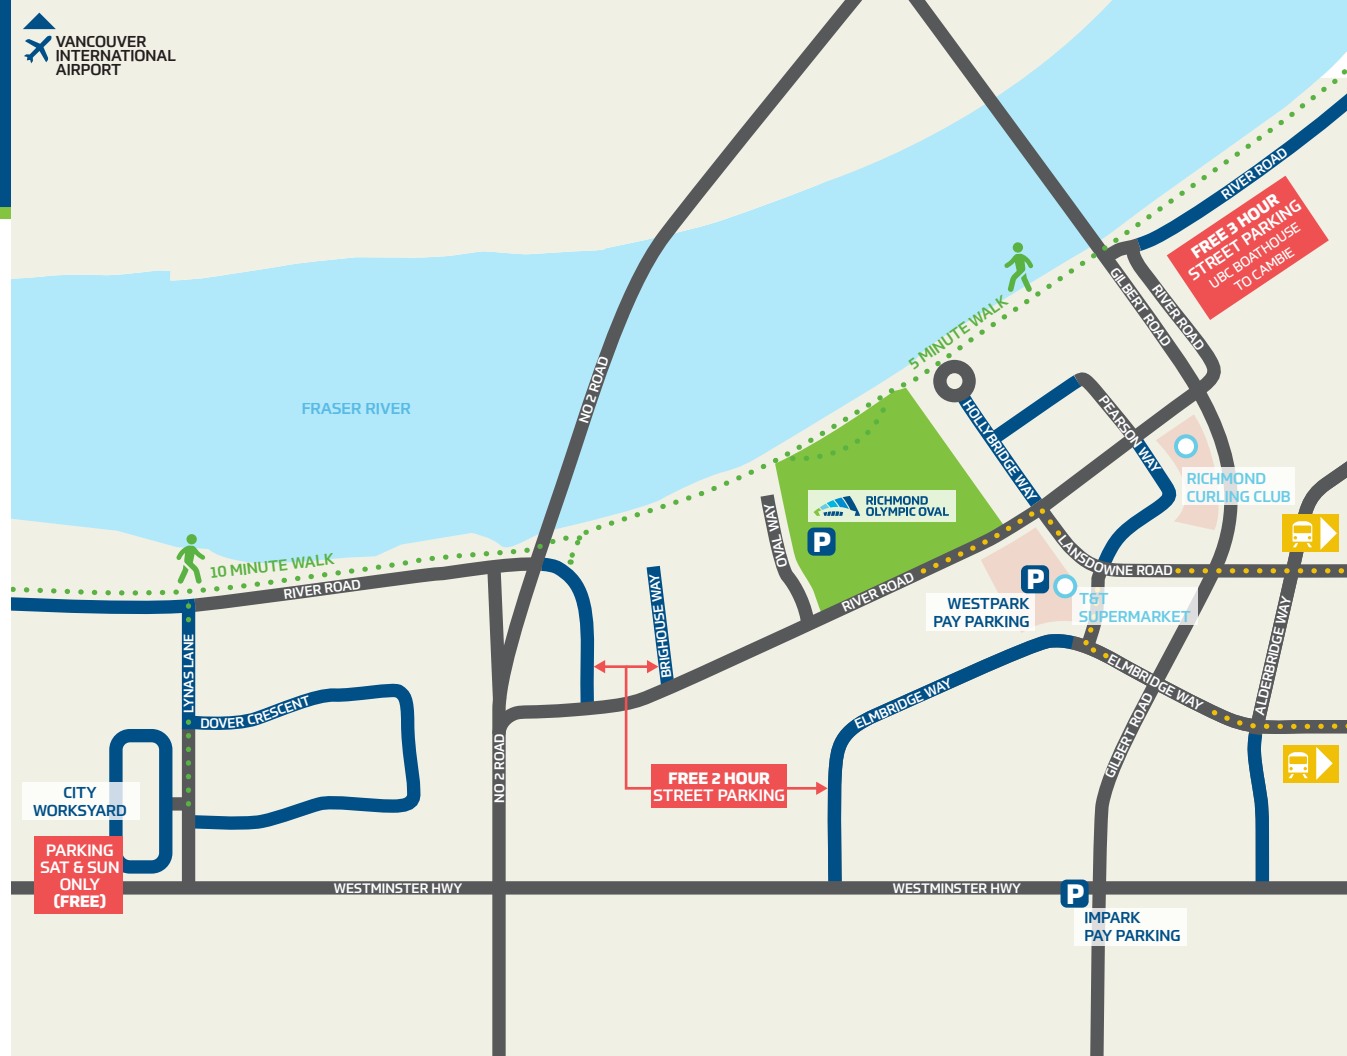 VANCOUVER
INTERNATIONAL
AIRPORT
RIVER ROAD
FREE 3 HOUR
STREET PARKING
UBC BOATHOUSE
TO CAMBIE
GILBERT ROAD
RIVER ROAD
5 MINUTE WALK
NO 2 ROAD
FRASER RIVER
HOLLYBRIDGE WAY
PEARSON WAY
RICHMOND
CURLING CLUB
RICHMOND
OLYMPIC OVAL
P
OVAL WAY
LANSDOWNE ROAD
10 MINUTE WALK
RIVER ROAD
RIVER ROAD
P
WESTPARK
PAY PARKING
T&T
SUPERMARKET
BRIGHOUSE WAY
LYNAS LANE
ALDERBRIDGE WAY
ELMBRIDGE WAY
ELMBRIDGE WAY
DOVER CRESCENT
GILBERT ROAD
NO 2 ROAD
FREE 2 HOUR
STREET PARKING
CITY
WORKSYARD
PARKING
SAT & SUN
ONLY
(FREE)
WESTMINSTER HWY
WESTMINSTER HWY
P
IMPARK
PAY PARKING